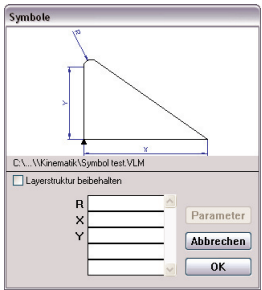 Symbole
R
Y
X
C:\...\\Kinematik\Symbol test.VLM
Layerstruktur beibehalten
R
X
Y
Parameter
Abbrechen
OK